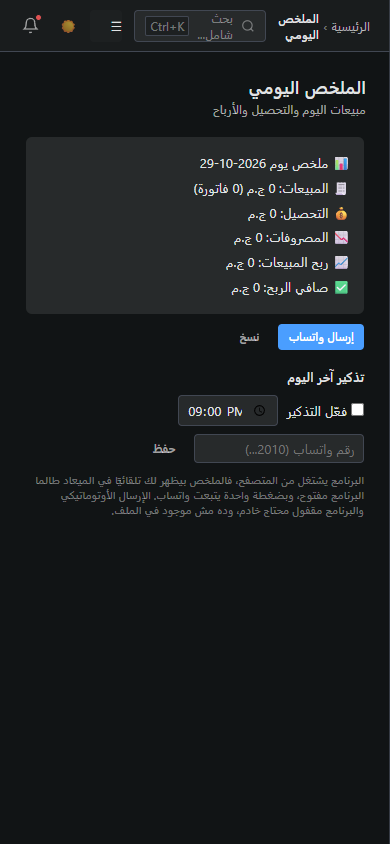 الرئيسية › الملخص اليومي
بحث شامل... Ctrl+K
الملخص اليومي
مبيعات اليوم والتحصيل والأرباح
📊 ملخص يوم 2026-10-29
🧾 المبيعات: 0 ج.م (0 فاتورة)
💰 التحصيل: 0 ج.م
📉 المصروفات: 0 ج.م
📈 ربح المبيعات: 0 ج.م
✅ صافي الربح: 0 ج.م
إرسال واتساب نسخ
تذكير آخر اليوم
فعّل التذكير 09:00 PM
رقم واتساب (2010...) حفظ
البرنامج يشتغل من المتصفح، فالملخص بيظهر لك تلقائيًا في الميعاد طالما
البرنامج مفتوح، وبضغطة واحدة يتبعت واتساب. الإرسال الأوتوماتيكي
والبرنامج مقفول محتاج خادم، وده مش موجود في الملف.